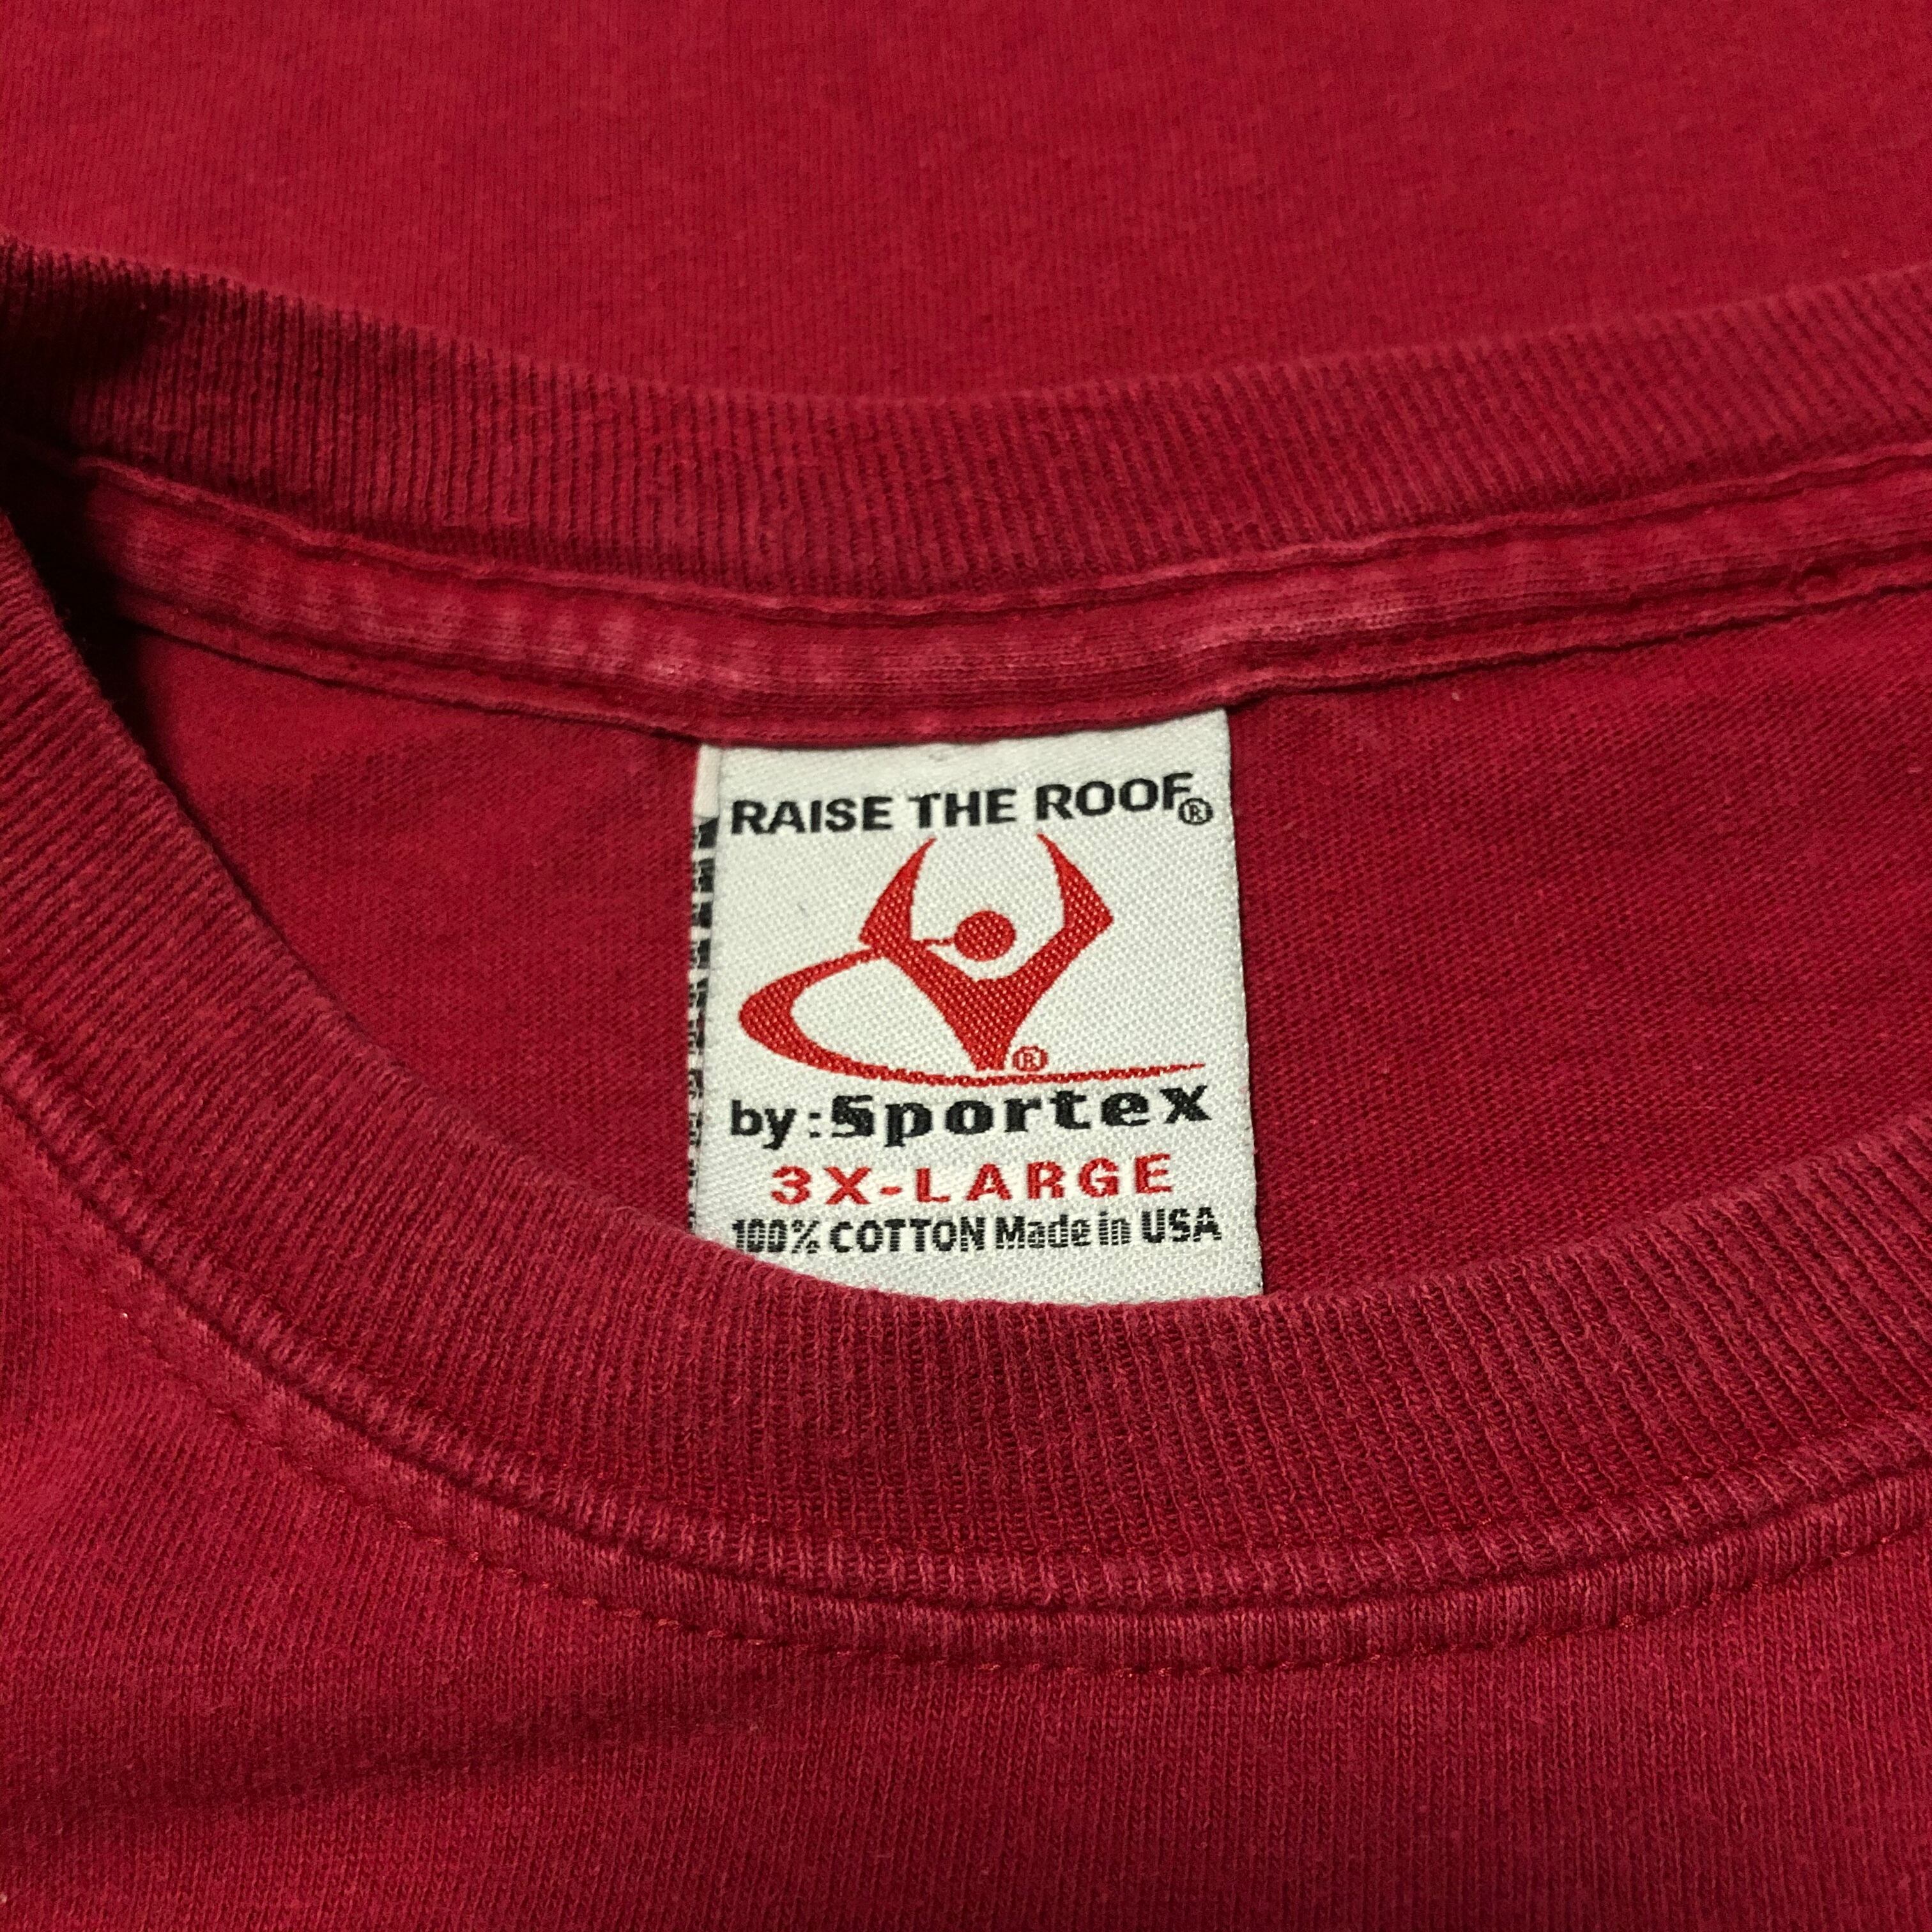 RAISE THE ROOF®
®
by: Sportex
3X-LARGE
100% COTTON Made in USA